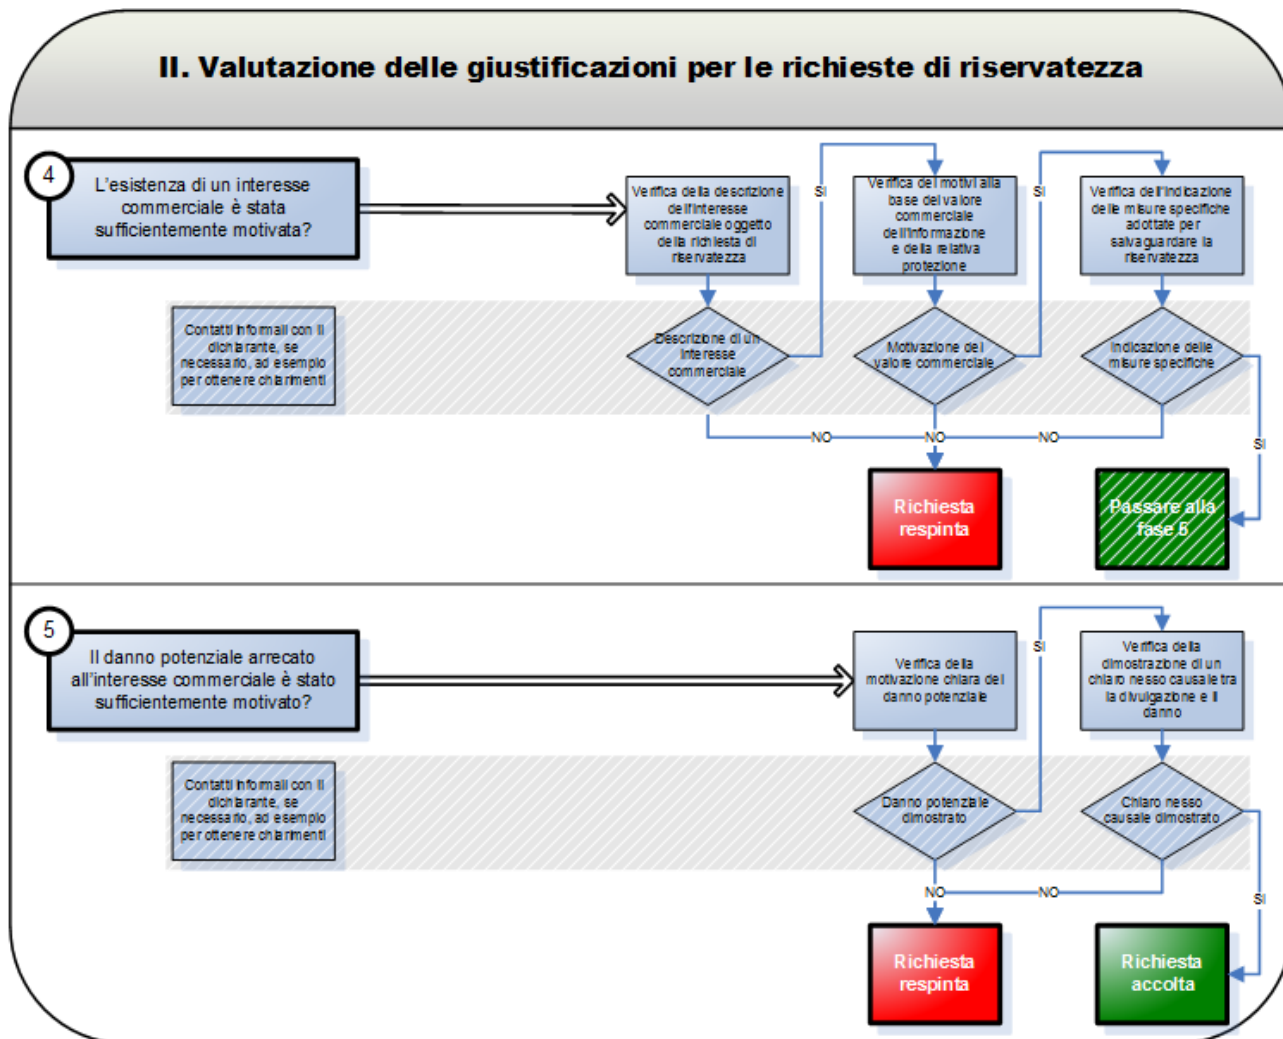 II. Valutazione delle giustificazioni per le richieste di riservatezza
4
L'esistenza di un interesse
commerciale è stata
sufficientemente motivata?
Verifica della descrizione
dell'interesse
commerciale oggetto
della richiesta di
riservatezza
SI
Verifica dei motivi alla
base del valore
commerciale
dell'informazione
e della relativa
protezione
SI
Verifica dell'indicazione
delle misure specifiche
adottate per
salvaguardare la
riservatezza
Contatti informali con il
dichiarante, se
necessario, ad esempio
per ottenere chiarimenti
Descrizione di un
interesse
commerciale
Motivazione del
valore commerciale
Indicazione delle
misure specifiche
NO
NO
NO
SI
Richiesta
respinta
Passare alla
fase 5
5
Il danno potenziale arrecato
all'interesse commerciale è stato
sufficientemente motivato?
Verifica della
motivazione chiara del
danno potenziale
SI
Verifica della
dimostrazione di un
chiaro nesso causale tra
la divulgazione e il
danno
Contatti informali con il
dichiarante, se
necessario, ad esempio
per ottenere chiarimenti
Danno potenziale
dimostrato
Chiaro nesso
causale dimostrato
NO
NO
SI
Richiesta
respinta
Richiesta
accolta